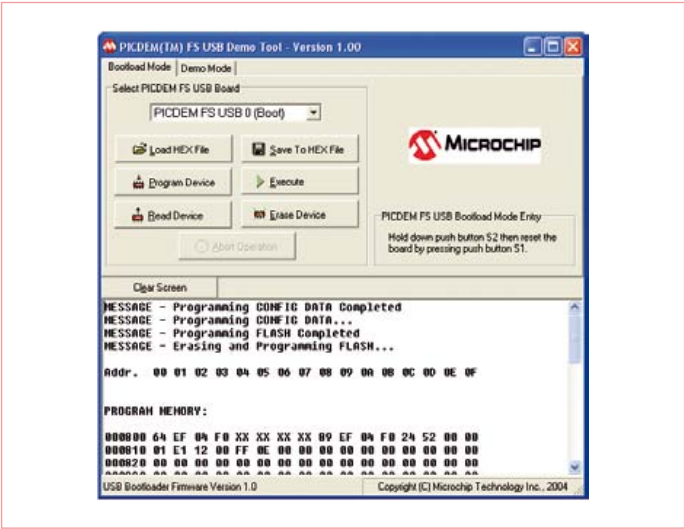 PICDEM(TM) FS USB Demo Tool - Version 1.00
Bootload Mode Demo Mode
Select PICDEM FS USB Board
PICDEM FS USB 0 (Boot)
Load HEX File Save To HEX File
Program Device Execute
Read Device Erase Device
Abort Operation
MICROCHIP
PICDEM FS USB Bootload Mode Entry
Hold down push button S2 then reset the
board by pressing push button S1.
Clear Screen
MESSAGE - Programming CONFIG DATA Completed
MESSAGE - Programming CONFIG DATA...
MESSAGE - Programming FLASH Completed
MESSAGE - Erasing and Programming FLASH...
Addr. 00 01 02 03 04 05 06 07 08 09 0A 0B 0C 0D 0E 0F
PROGRAM MEMORY:
000800 64 EF 04 F0 XX XX XX XX 09 EF 04 F0 24 52 00 00
000810 01 E1 12 00 FF 0E 00 00 00 00 00 00 00 00 00 00
000820 00 00 00 00 00 00 00 00 00 00 00 00 00 00 00 00
USB Bootloader Firmware Version 1.0
Copyright (C) Microchip Technology Inc., 2004